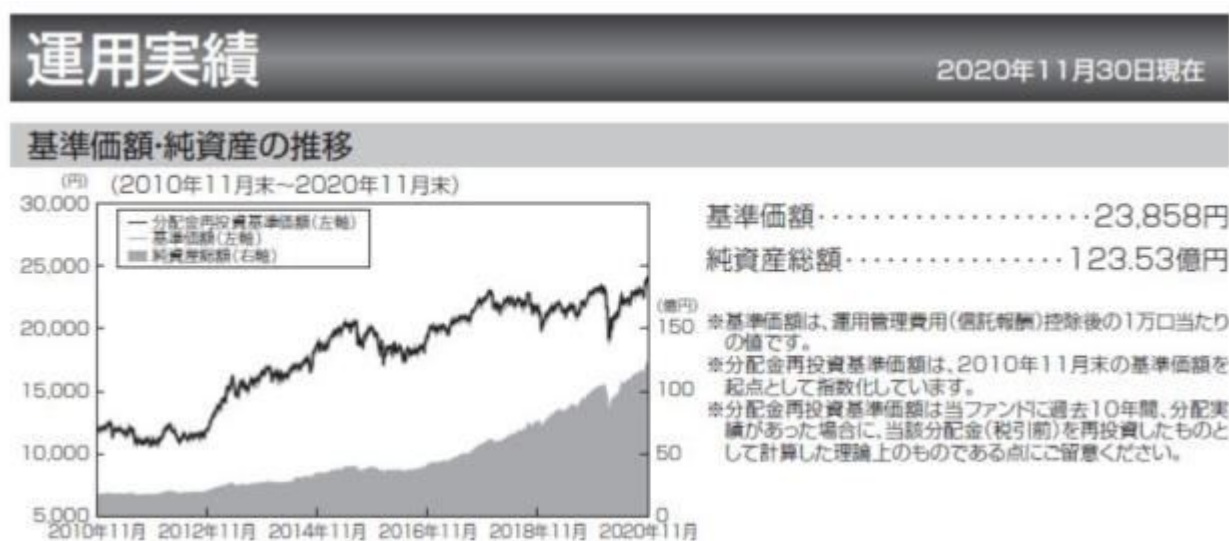 運用実績
2020年11月30日現在
基準価額・純資産の推移
(円) (2010年11月末～2020年11月末)
30,000
25,000
20,000
15,000
10,000
5,000
分配金再投資基準価額(左軸)
基準価額(左軸)
純資産総額(右軸)
(億円)
150
100
50
0
2010年11月 2012年11月 2014年11月 2016年11月 2018年11月 2020年11月
基準価額・・・・・・・・・・・・・・・・・・・・23,858円
純資産総額・・・・・・・・・・・・・・・・123.53億円
※基準価額は、運用管理費用(信託報酬)控除後の1万口当たり
の値です。
※分配金再投資基準価額は、2010年11月末の基準価額を
起点として指数化しています。
※分配金再投資基準価額は当ファンドに過去10年間、分配実
績があった場合に、当該分配金(税引前)を再投資したものと
して計算した理論上のものである点にご留意ください。